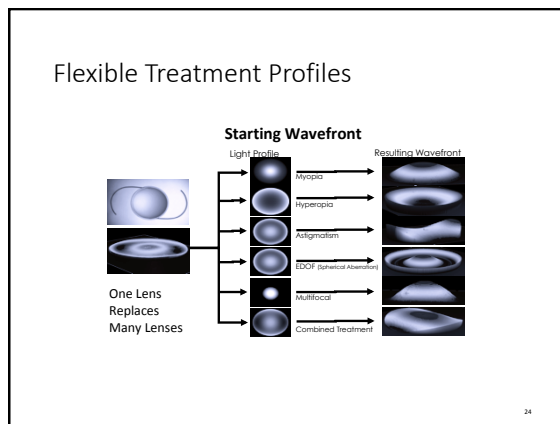 Flexible Treatment Profiles
Starting Wavefront
Light Profile
Resulting Wavefront
Myopia
Hyperopia
Astigmatism
EDOF (Spherical Aberration)
Multifocal
Combined Treatment
One Lens
Replaces
Many Lenses
24